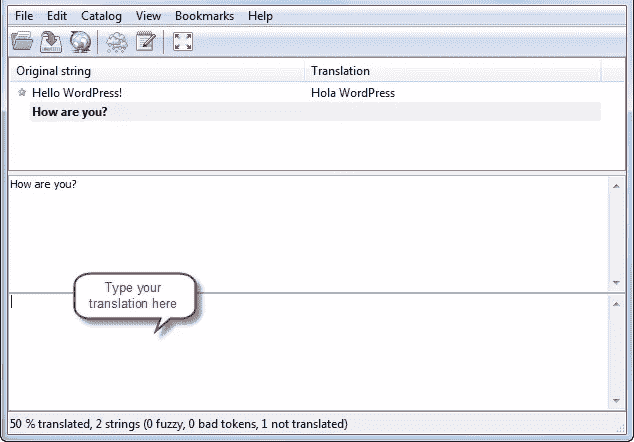 File Edit Catalog View Bookmarks Help
Original string Translation
Hello WordPress! Hola WordPress
How are you?
How are you?
Type your
translation here
50 % translated, 2 strings (0 fuzzy, 0 bad tokens, 1 not translated)